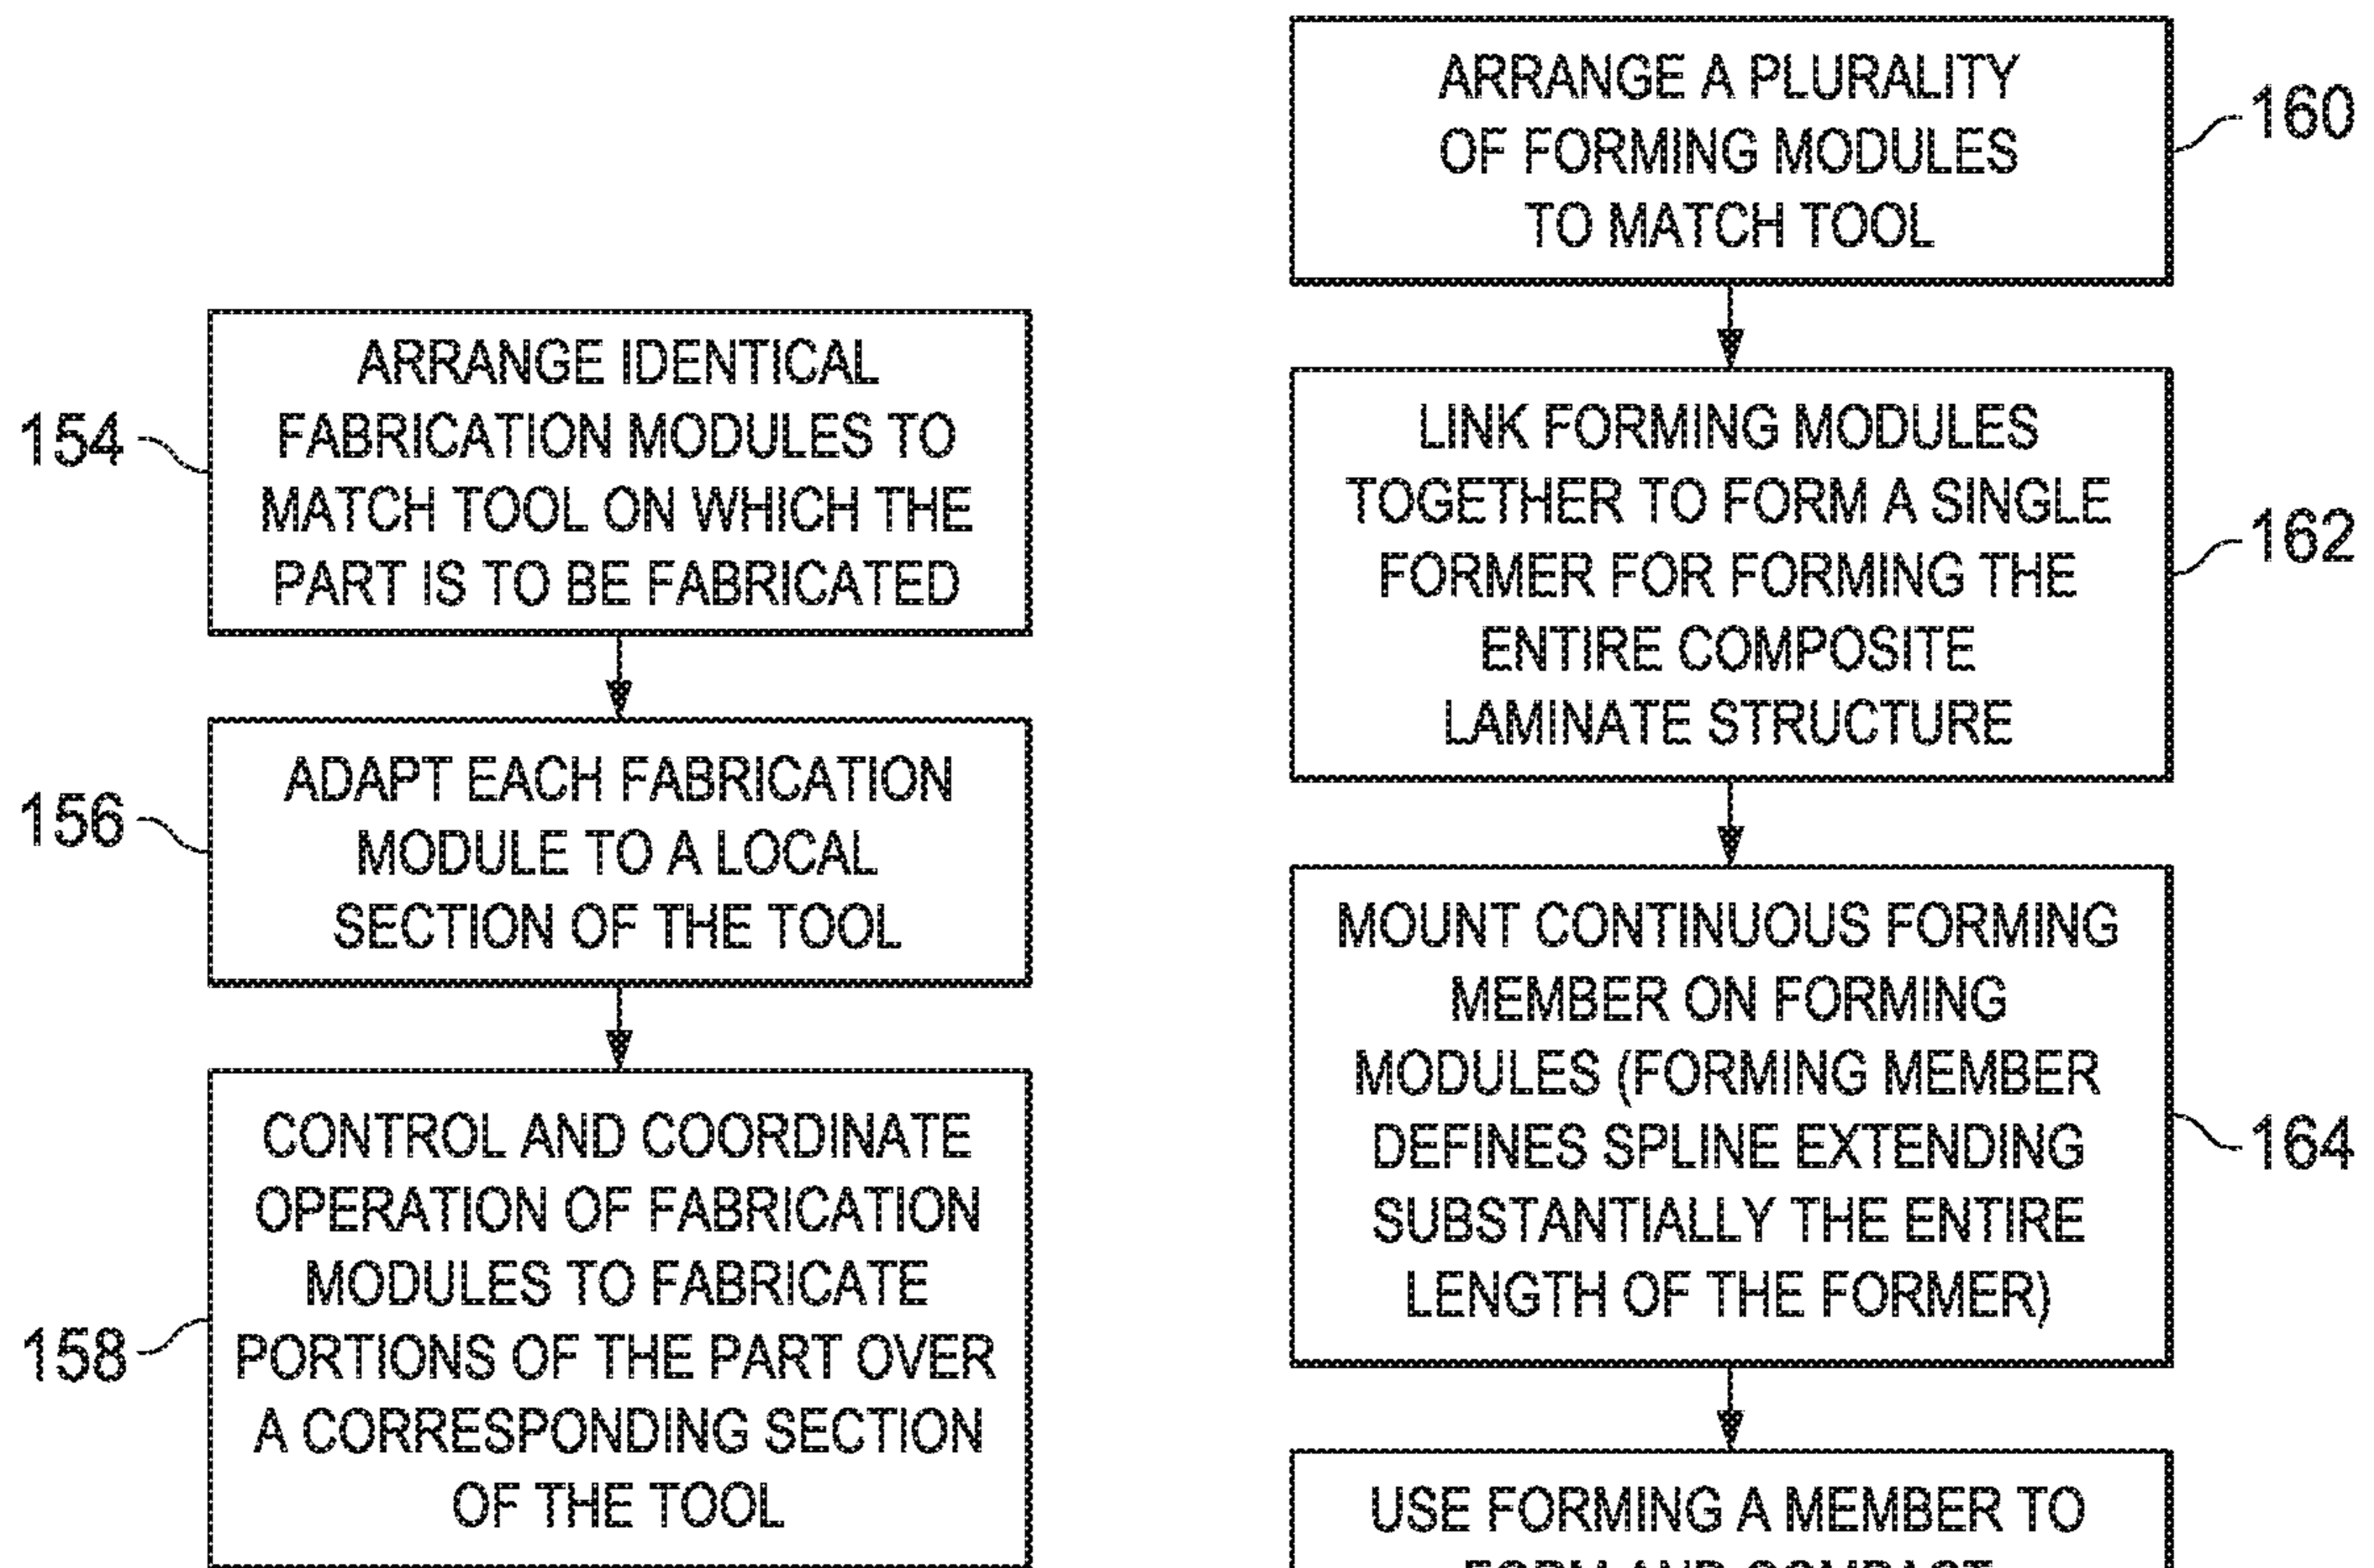 154
ARRANGE IDENTICAL
FABRICATION MODULES TO
MATCH TOOL ON WHICH THE
PART IS TO BE FABRICATED
156
ADAPT EACH FABRICATION
MODULE TO A LOCAL
SECTION OF THE TOOL
158
CONTROL AND COORDINATE
OPERATION OF FABRICATION
MODULES TO FABRICATE
PORTIONS OF THE PART OVER
A CORRESPONDING SECTION
OF THE TOOL
ARRANGE A PLURALITY
OF FORMING MODULES
TO MATCH TOOL
160
LINK FORMING MODULES
TOGETHER TO FORM A SINGLE
FORMER FOR FORMING THE
ENTIRE COMPOSITE
LAMINATE STRUCTURE
162
MOUNT CONTINUOUS FORMING
MEMBER ON FORMING
MODULES (FORMING MEMBER
DEFINES SPLINE EXTENDING
SUBSTANTIALLY THE ENTIRE
LENGTH OF THE FORMER)
164
USE FORMING A MEMBER TO
FORM AND COMPACT